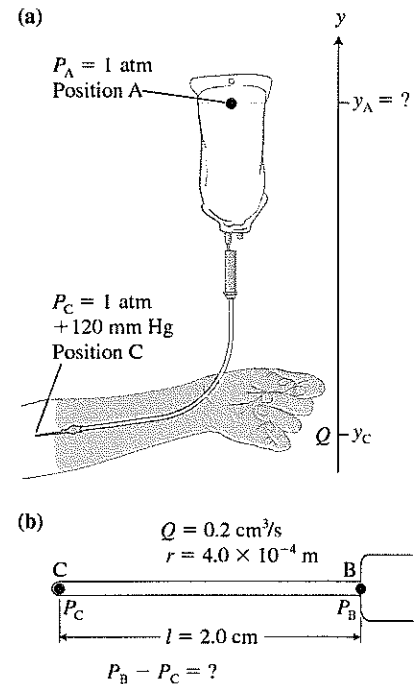 (a)
y
P_A = 1 atm
Position A
y_A = ?
P_C = 1 atm
+120 mm Hg
Position C
Q
y_C
(b)
Q = 0.2 cm³/s
r = 4.0 × 10⁻⁴ m
C
B
P_C
P_B
l = 2.0 cm
P_B − P_C = ?